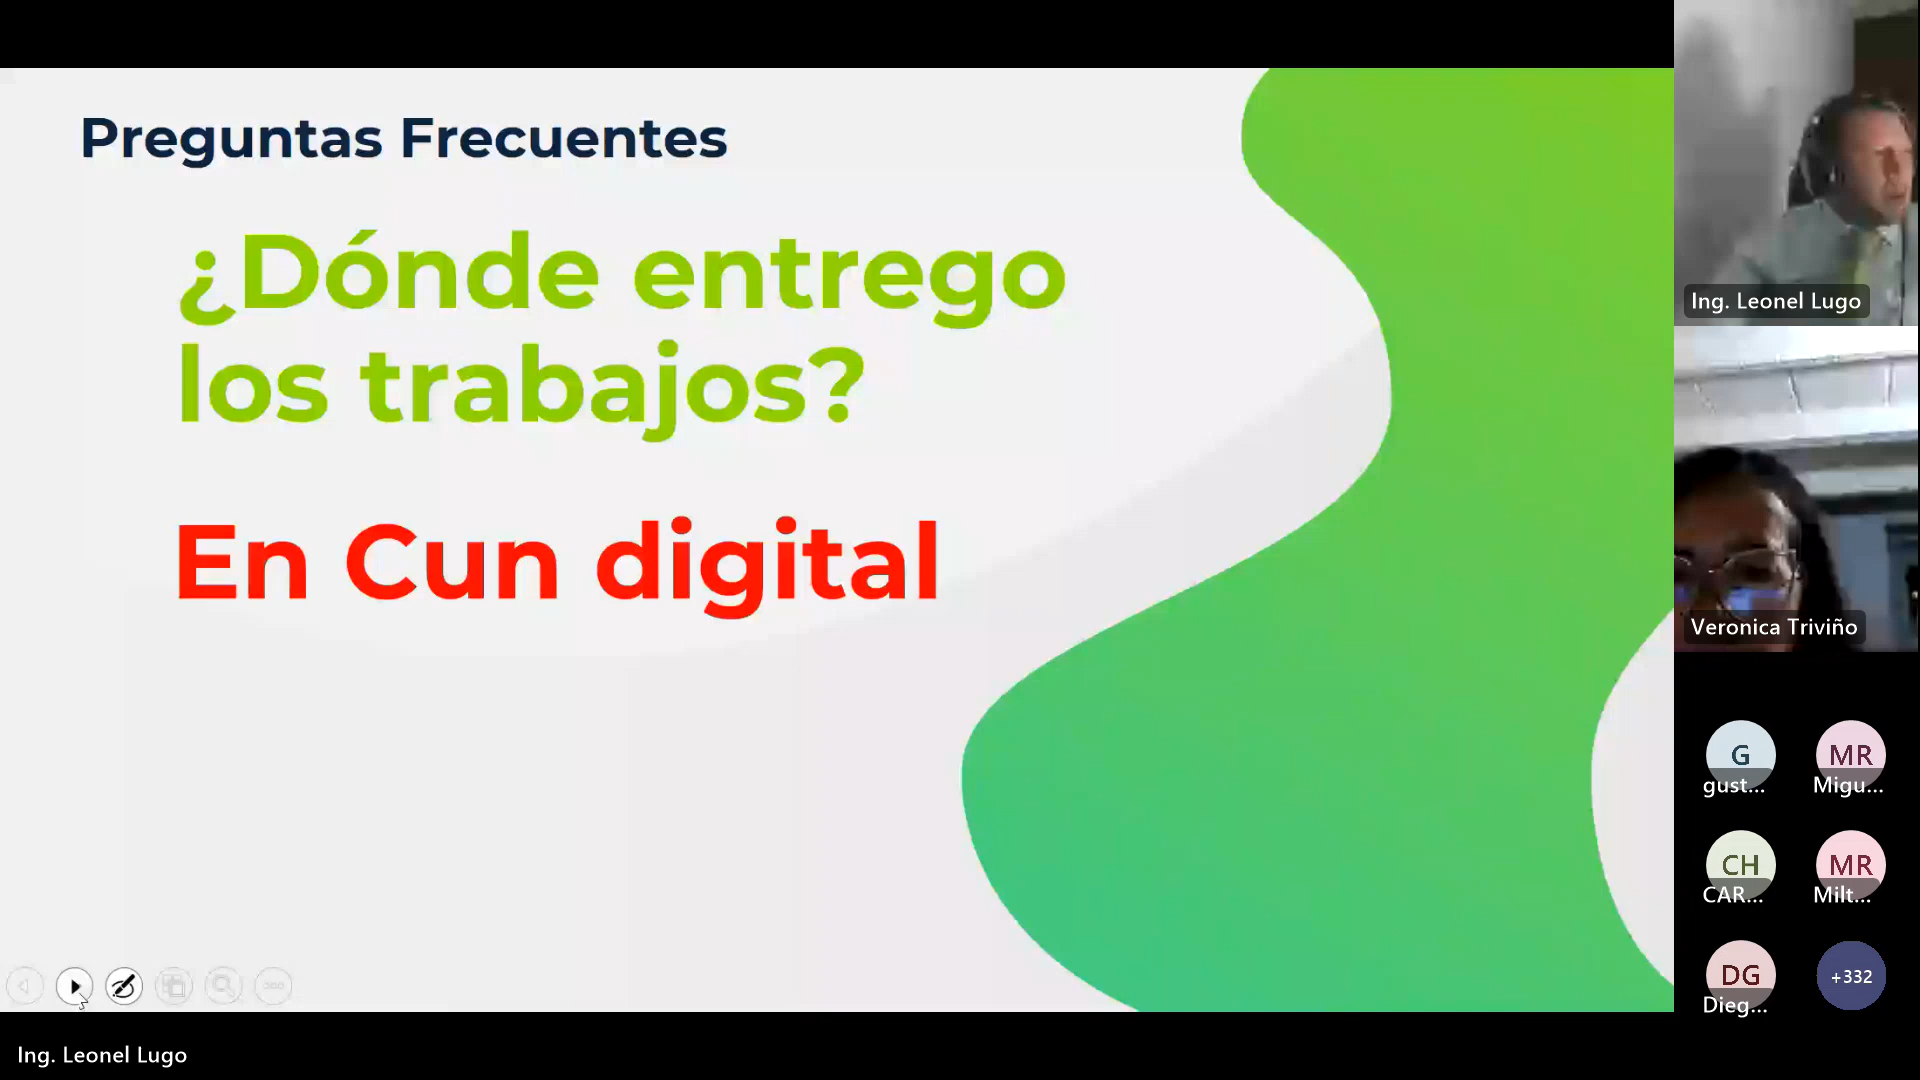 Preguntas Frecuentes
¿Dónde entrego
los trabajos?
En Cun digital
Ing. Leonel Lugo
Veronica Triviño
G
gust...
MR
Migu...
CH
CAR...
MR
Milt...
DG
Dieg...
+332
Ing. Leonel Lugo